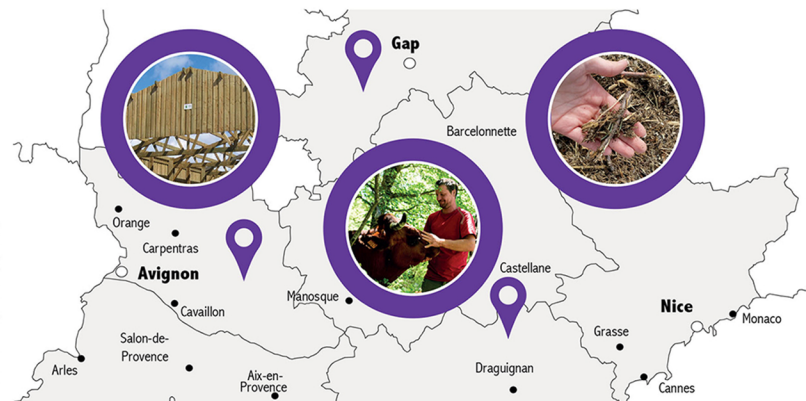 Gap
Barcelonnette
Orange
Carpentras
Avignon
Castellane
Manosque
Cavaillon
Nice
Monaco
Salon-de-
Provence
Grasse
Arles
Draguignan
Aix-en-
Provence
Cannes